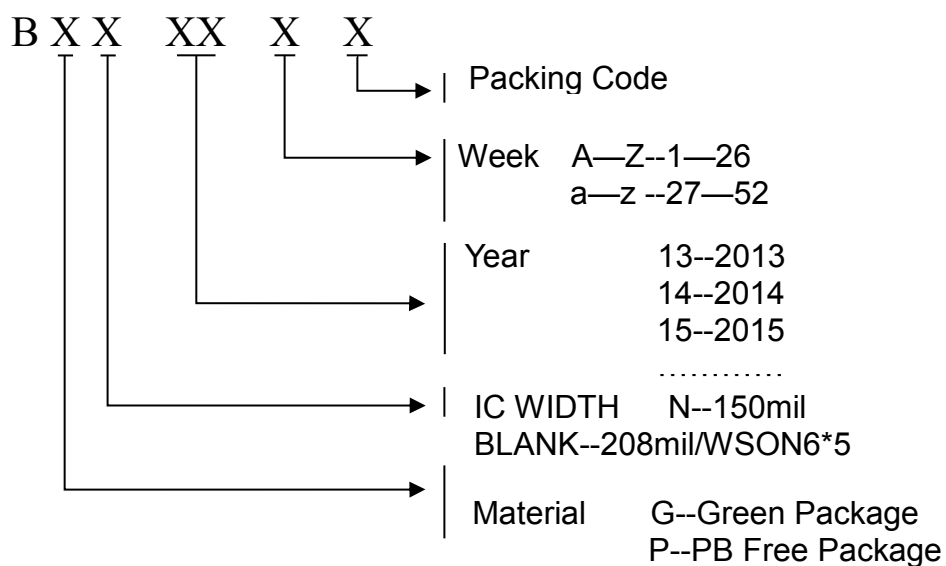 B X X XX X X
Packing Code
Week A—Z--1—26
a—z --27—52
Year 13--2013
14--2014
15--2015
............
IC WIDTH N--150mil
BLANK--208mil/WSON6*5
Material G--Green Package
P--PB Free Package